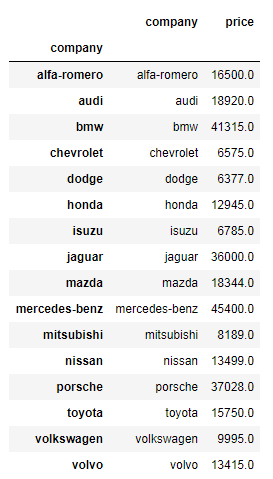 company price
company
alfa-romero alfa-romero 16500.0
audi audi 18920.0
bmw bmw 41315.0
chevrolet chevrolet 6575.0
dodge dodge 6377.0
honda honda 12945.0
isuzu isuzu 6785.0
jaguar jaguar 36000.0
mazda mazda 18344.0
mercedes-benz mercedes-benz 45400.0
mitsubishi mitsubishi 8189.0
nissan nissan 13499.0
porsche porsche 37028.0
toyota toyota 15750.0
volkswagen volkswagen 9995.0
volvo volvo 13415.0